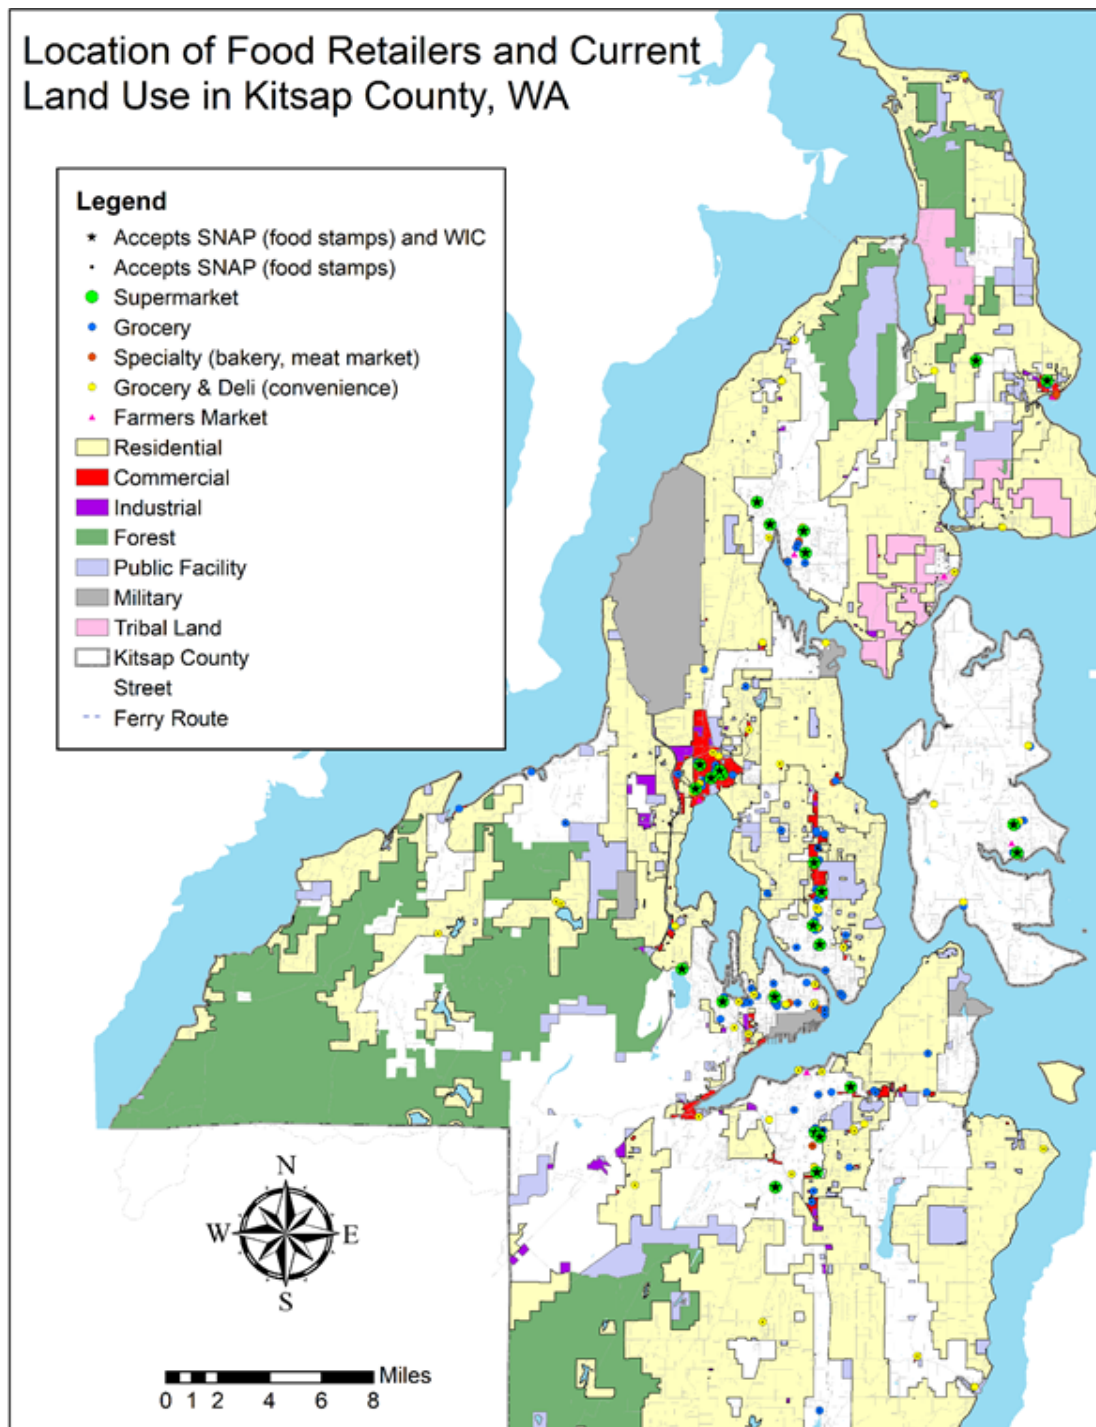 Location of Food Retailers and Current
Land Use in Kitsap County, WA
Legend
Accepts SNAP (food stamps) and WIC
Accepts SNAP (food stamps)
Supermarket
Grocery
Specialty (bakery, meat market)
Grocery & Deli (convenience)
Farmers Market
Residential
Commercial
Industrial
Forest
Public Facility
Military
Tribal Land
Kitsap County
Street
Ferry Route
N
W E
S
Miles
0 1 2 4 6 8